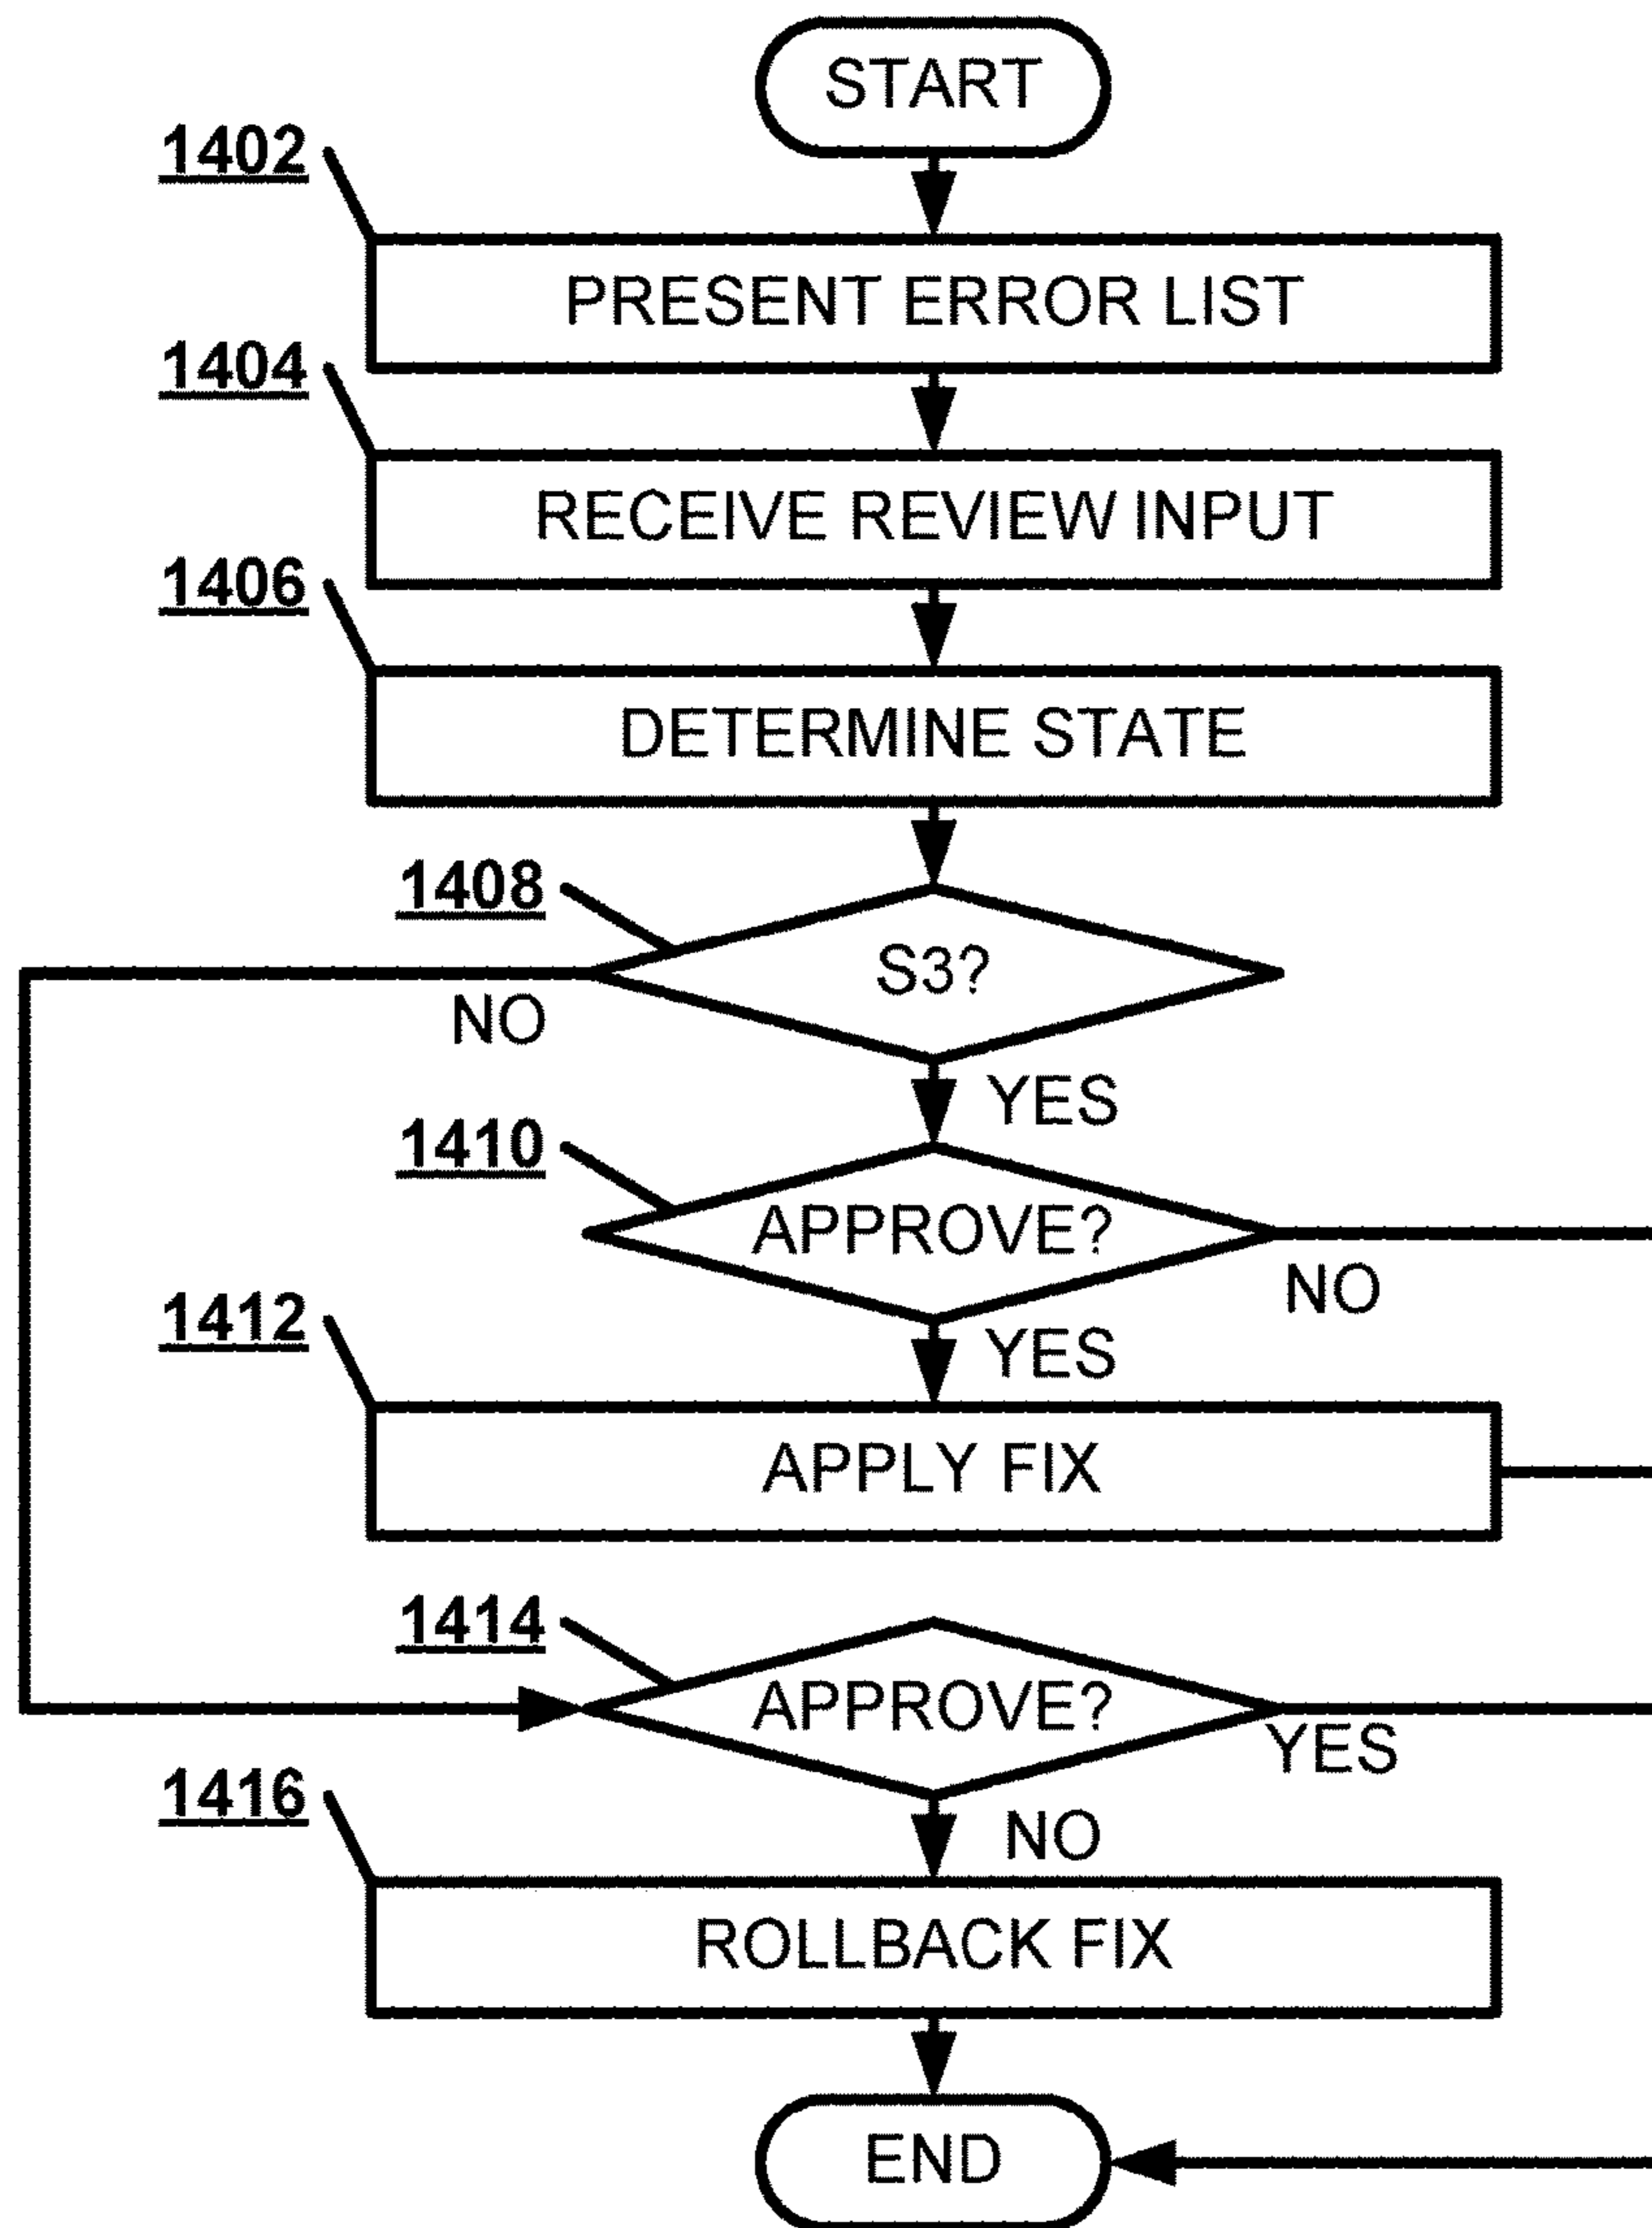 START
1402
PRESENT ERROR LIST
1404
RECEIVE REVIEW INPUT
1406
DETERMINE STATE
1408
S3?
NO
YES
1410
APPROVE?
NO
1412
YES
APPLY FIX
1414
APPROVE?
YES
1416
NO
ROLLBACK FIX
END